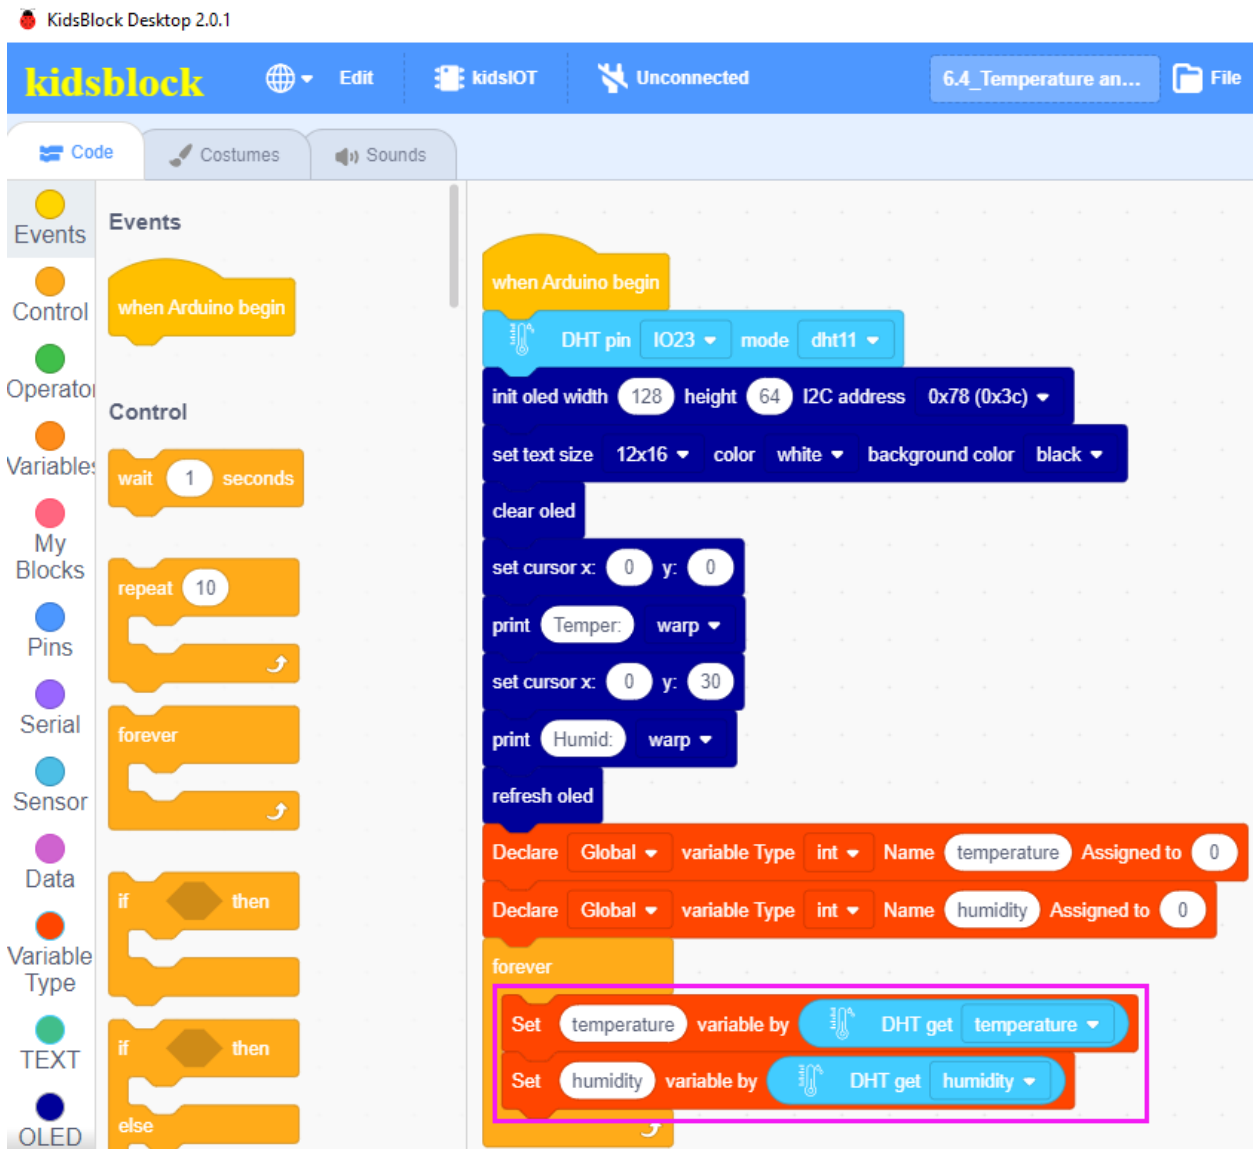 KidsBlock Desktop 2.0.1
kidsblock Edit kidsIOT Unconnected 6.4_Temperature an... File
Code Costumes Sounds
Events
Control
Operator
Variables
My
Blocks
Pins
Serial
Sensor
Data
Variable
Type
TEXT
OLED
Events
when Arduino begin
Control
wait 1 seconds
repeat 10
forever
if then
if then
else
when Arduino begin
DHT pin IO23 mode dht11
init oled width 128 height 64 I2C address 0x78 (0x3c)
set text size 12x16 color white background color black
clear oled
set cursor x: 0 y: 0
print Temper: warp
set cursor x: 0 y: 30
print Humid: warp
refresh oled
Declare Global variable Type int Name temperature Assigned to 0
Declare Global variable Type int Name humidity Assigned to 0
forever
Set temperature variable by DHT get temperature
Set humidity variable by DHT get humidity